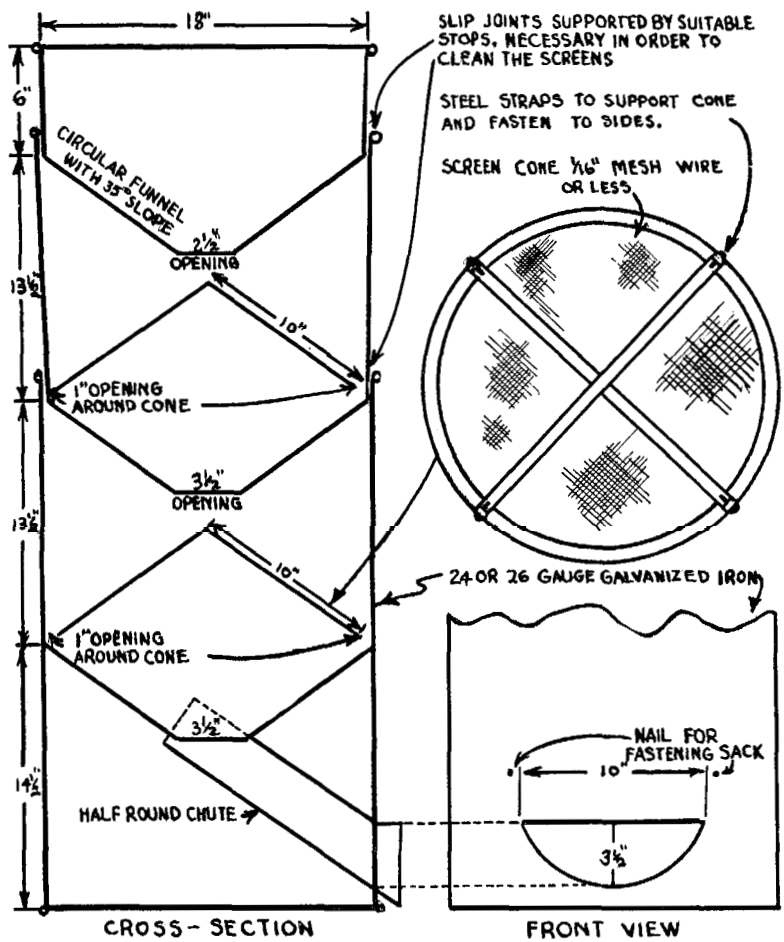 18"
SLIP JOINTS SUPPORTED BY SUITABLE
STOPS. NECESSARY IN ORDER TO
CLEAN THE SCREENS
6"
STEEL STRAPS TO SUPPORT CONE
AND FASTEN TO SIDES.
CIRCULAR FUNNEL
WITH 35° SLOPE
SCREEN CONE 1/16" MESH WIRE
OR LESS
2½"
OPENING
13½"
10"
1" OPENING
AROUND CONE
3½"
OPENING
13½"
10"
24 OR 26 GAUGE GALVANIZED IRON
1" OPENING
AROUND CONE
3½"
NAIL FOR
FASTENING SACK
10"
14½"
HALF ROUND CHUTE
3½"
CROSS-SECTION
FRONT VIEW